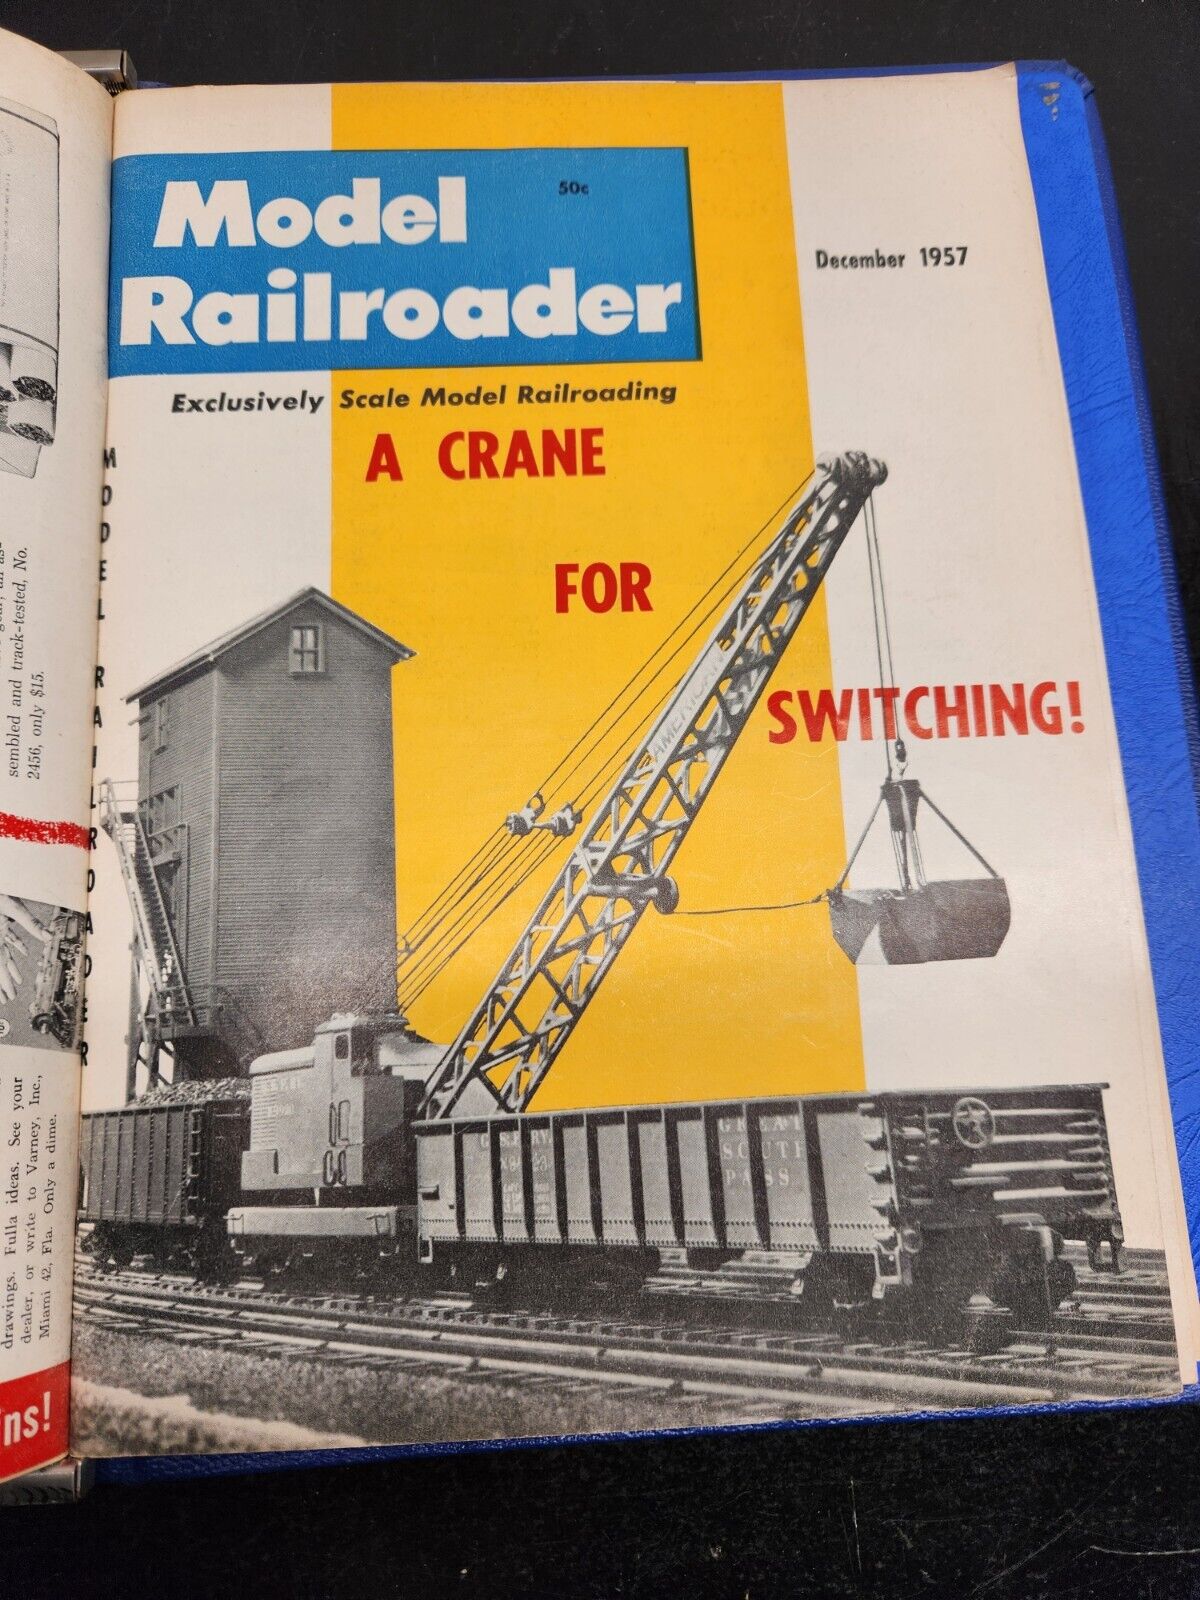 Model
Railroader
50c
December 1957
Exclusively Scale Model Railroading
A CRANE
FOR
SWITCHING!
MODEL RAILROADER
AMERICAN
G.S.P.RY.
GREAT
SOUTH
PASS
sembled and track-tested, No.
2456, only $15.
drawings. Fulla ideas. See your
dealer, or write to Varney, Inc.,
Miami 42, Fla. Only a dime.
ins!